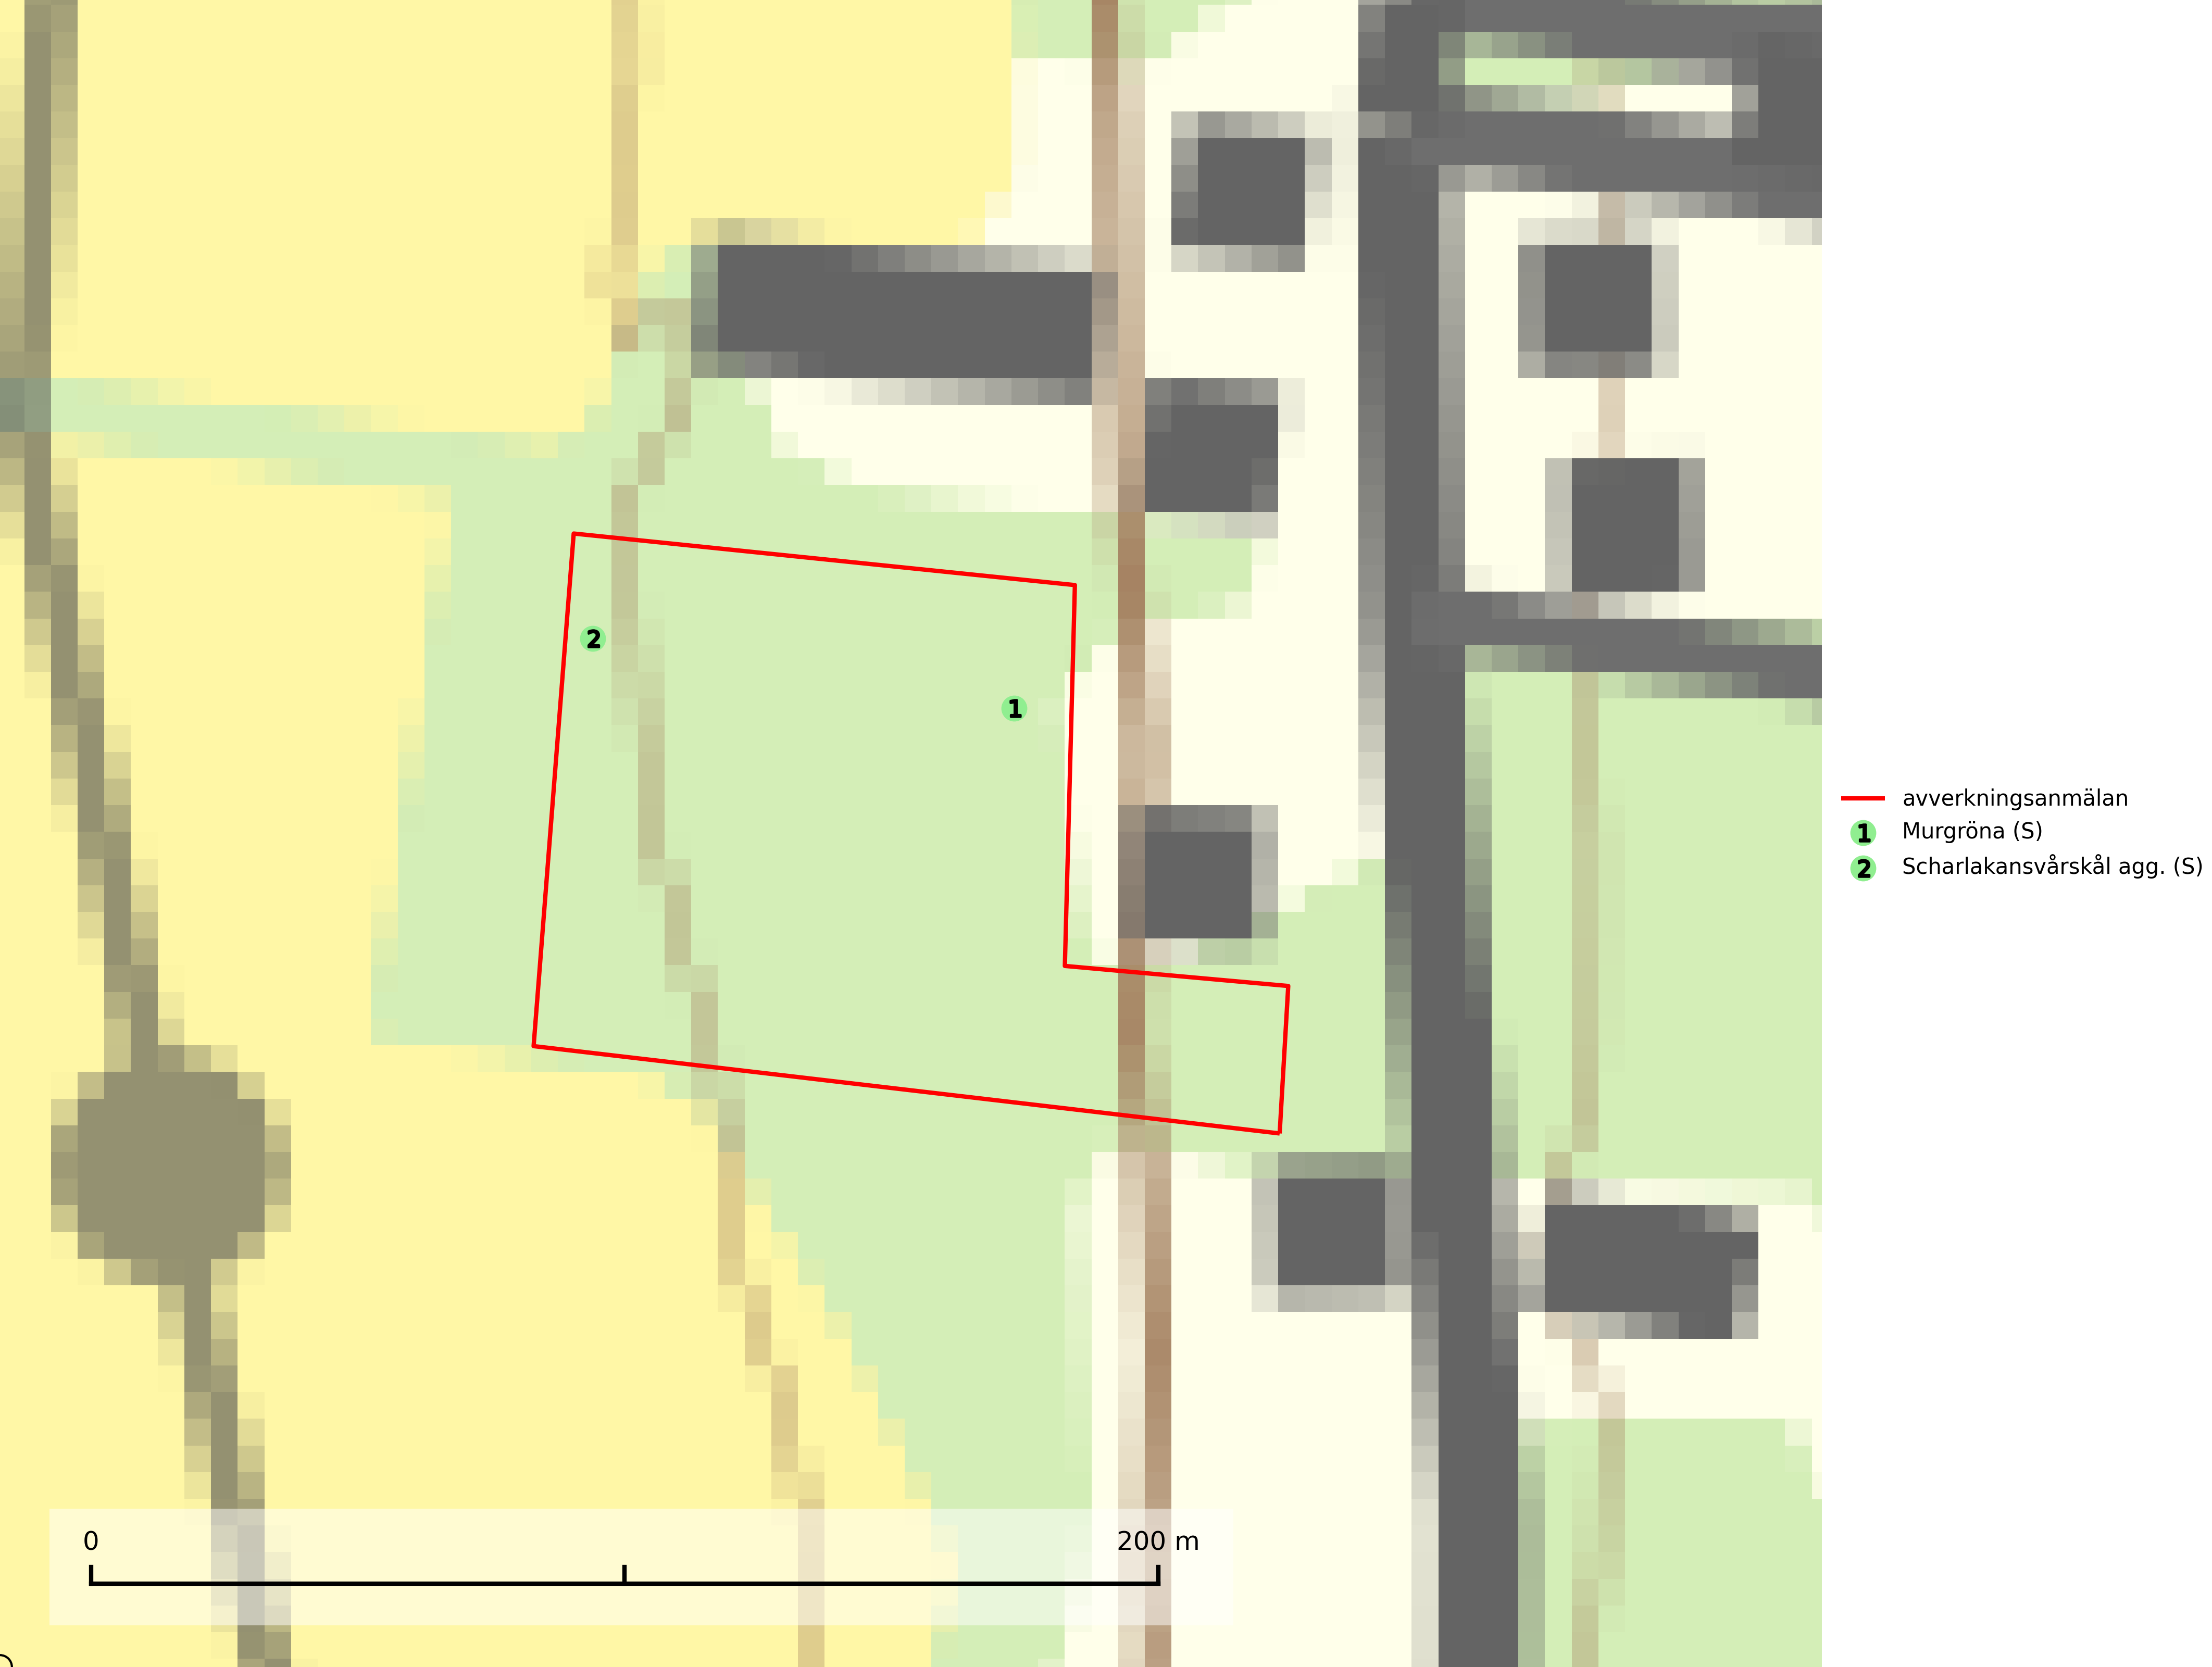 2
1
avverkningsanmälan
1 Murgröna (S)
2 Scharlakansvårskål agg. (S)
0 200 m